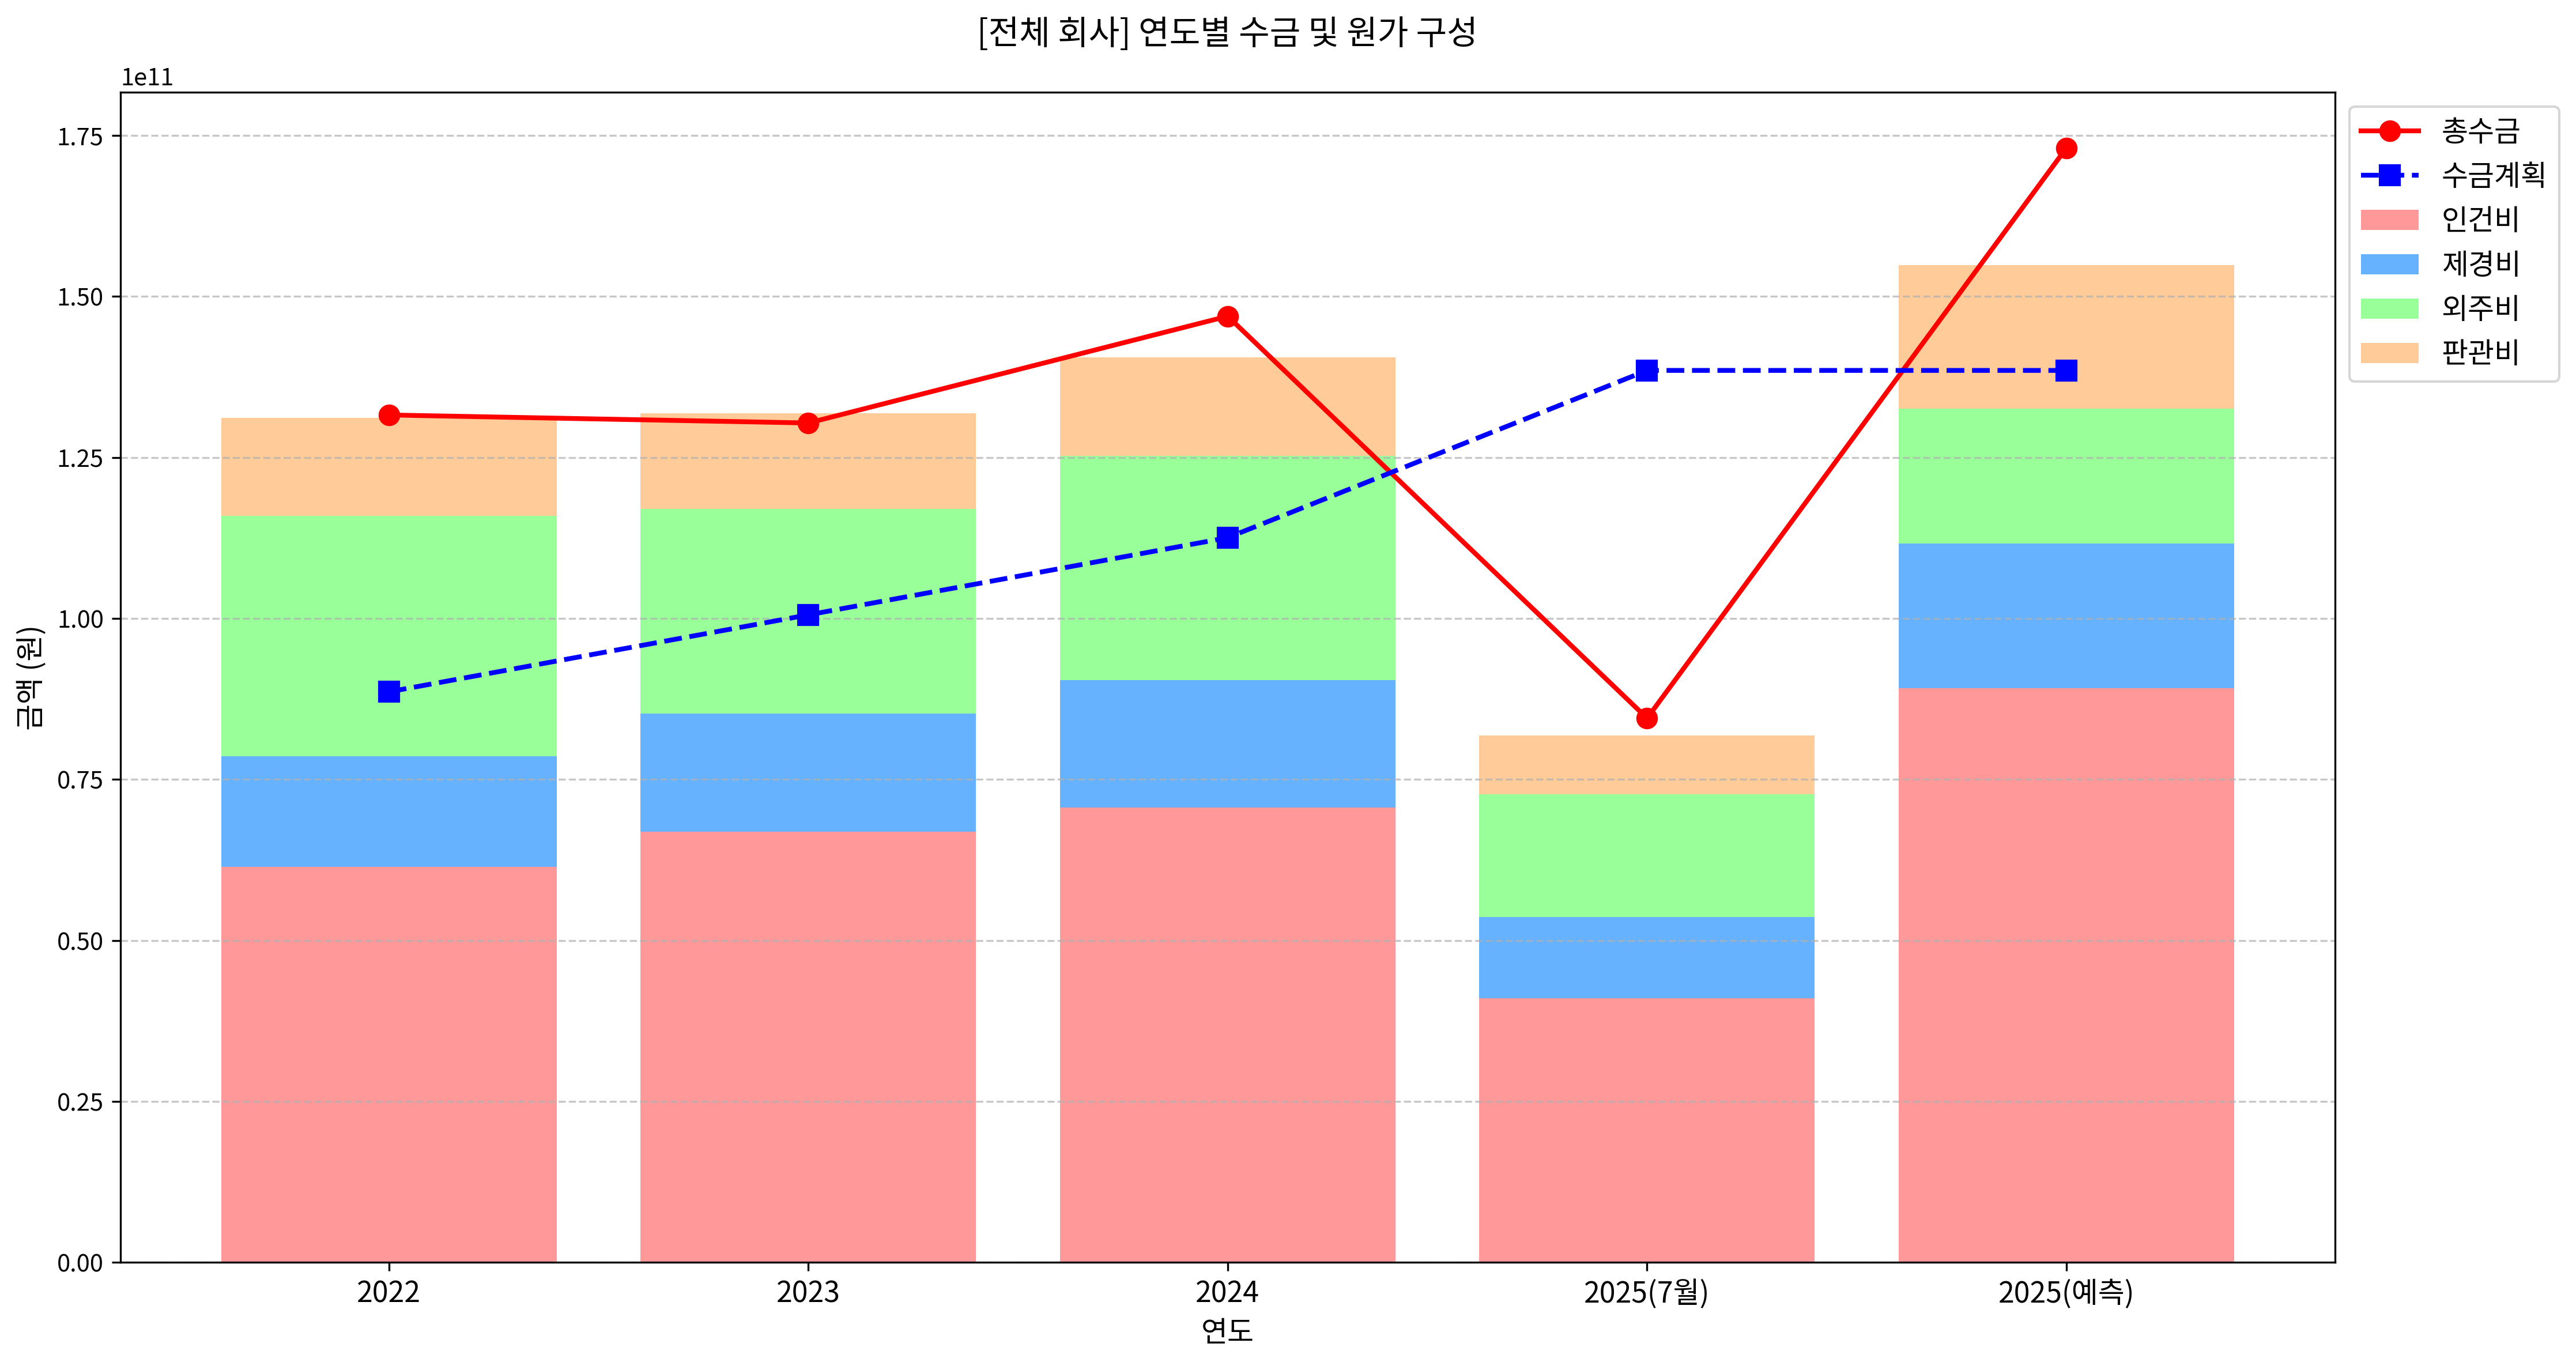 [전체 회사] 연도별 수금 및 원가 구성
1e11
1.75
1.50
1.25
1.00
0.75
0.50
0.25
0.00
금액 (원)
2022
2023
2024
2025(7월)
2025(예측)
연도
총수금
수금계획
인건비
제경비
외주비
판관비